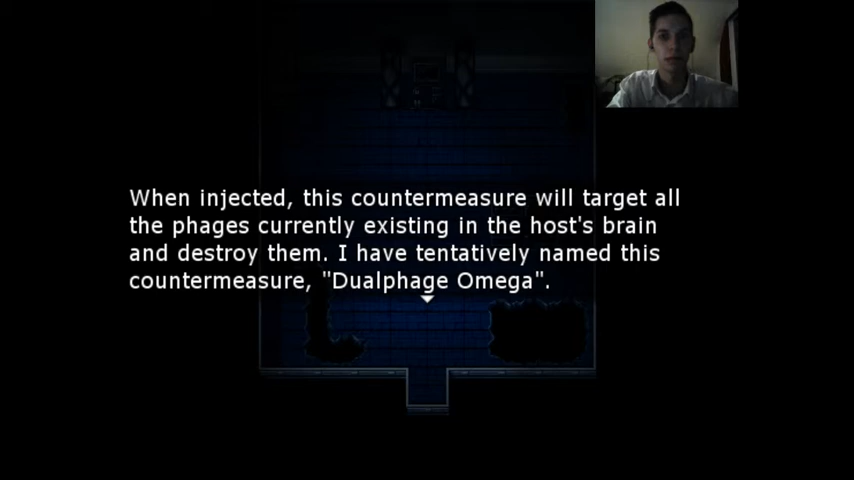 When injected, this countermeasure will target all
the phages currently existing in the host's brain
and destroy them. I have tentatively named this
countermeasure, "Dualphage Omega".